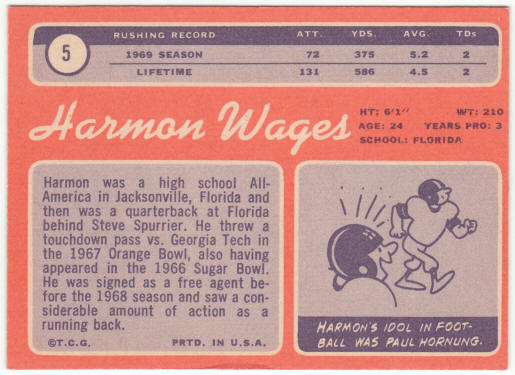 5
RUSHING RECORD ATT. YDS. AVG. TDs
1969 SEASON 72 375 5.2 2
LIFETIME 131 586 4.5 2
Harmon Wages
HT: 6'1" WT: 210
AGE: 24 YEARS PRO: 3
SCHOOL: FLORIDA
Harmon was a high school All-
America in Jacksonville, Florida and
then was a quarterback at Florida
behind Steve Spurrier. He threw a
touchdown pass vs. Georgia Tech in
the 1967 Orange Bowl, also having
appeared in the 1966 Sugar Bowl.
He was signed as a free agent be-
fore the 1968 season and saw a con-
siderable amount of action as a
running back.
©T.C.G. PRTD. IN U.S.A.
HARMON'S IDOL IN FOOT-
BALL WAS PAUL HORNUNG.